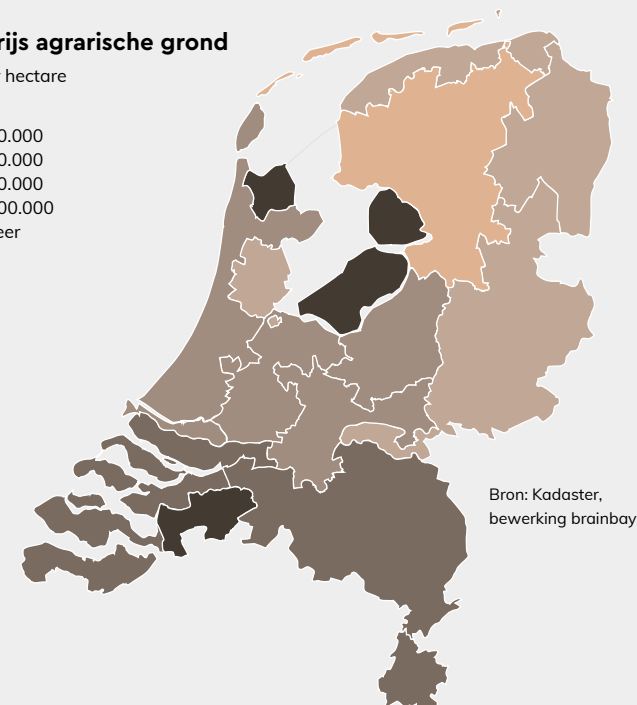 rijs agrarische grond
r hectare
0.000
0.000
0.000
00.000
eer
Bron: Kadaster,
bewerking brainbay